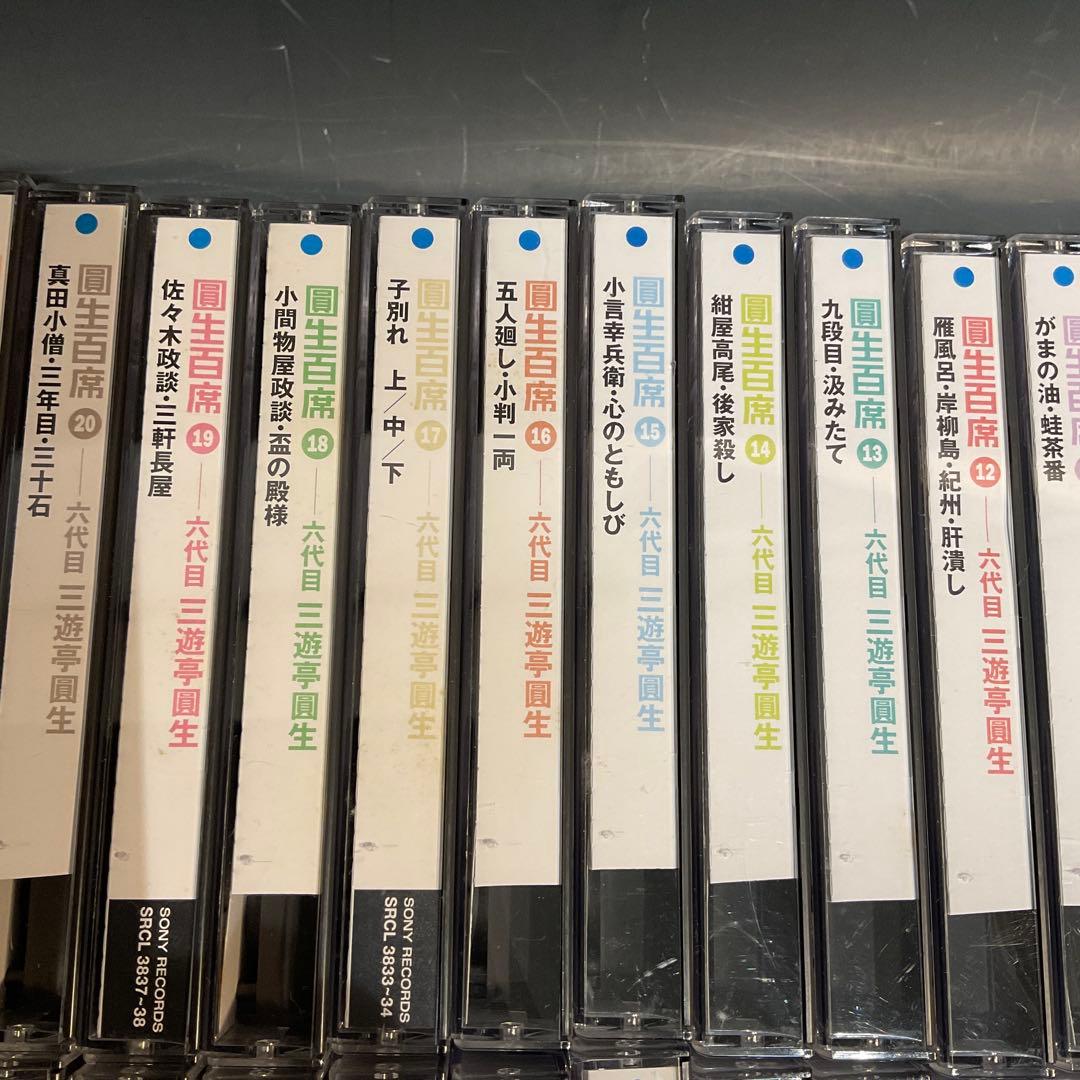 圓生百席 20 六代目 三遊亭圓生
真田小僧・三年目・三十石
圓生百席 19 六代目 三遊亭圓生
佐々木政談・三軒長屋
SONY RECORDS
SRCL 3837~38
圓生百席 18 六代目 三遊亭圓生
小間物屋政談・盃の殿様
圓生百席 17 六代目 三遊亭圓生
子別れ 上/中/下
SONY RECORDS
SRCL 3833~34
圓生百席 16 六代目 三遊亭圓生
五人廻し・小判一両
圓生百席 15 六代目 三遊亭圓生
小言幸兵衛・心のともしび
圓生百席 14 六代目 三遊亭圓生
紺屋高尾・後家殺し
圓生百席 13 六代目 三遊亭圓生
九段目・汲みたて
圓生百席 12 六代目 三遊亭圓生
雁風呂・岸柳島・紀州・肝潰し
圓生百席
がまの油・蛙茶番